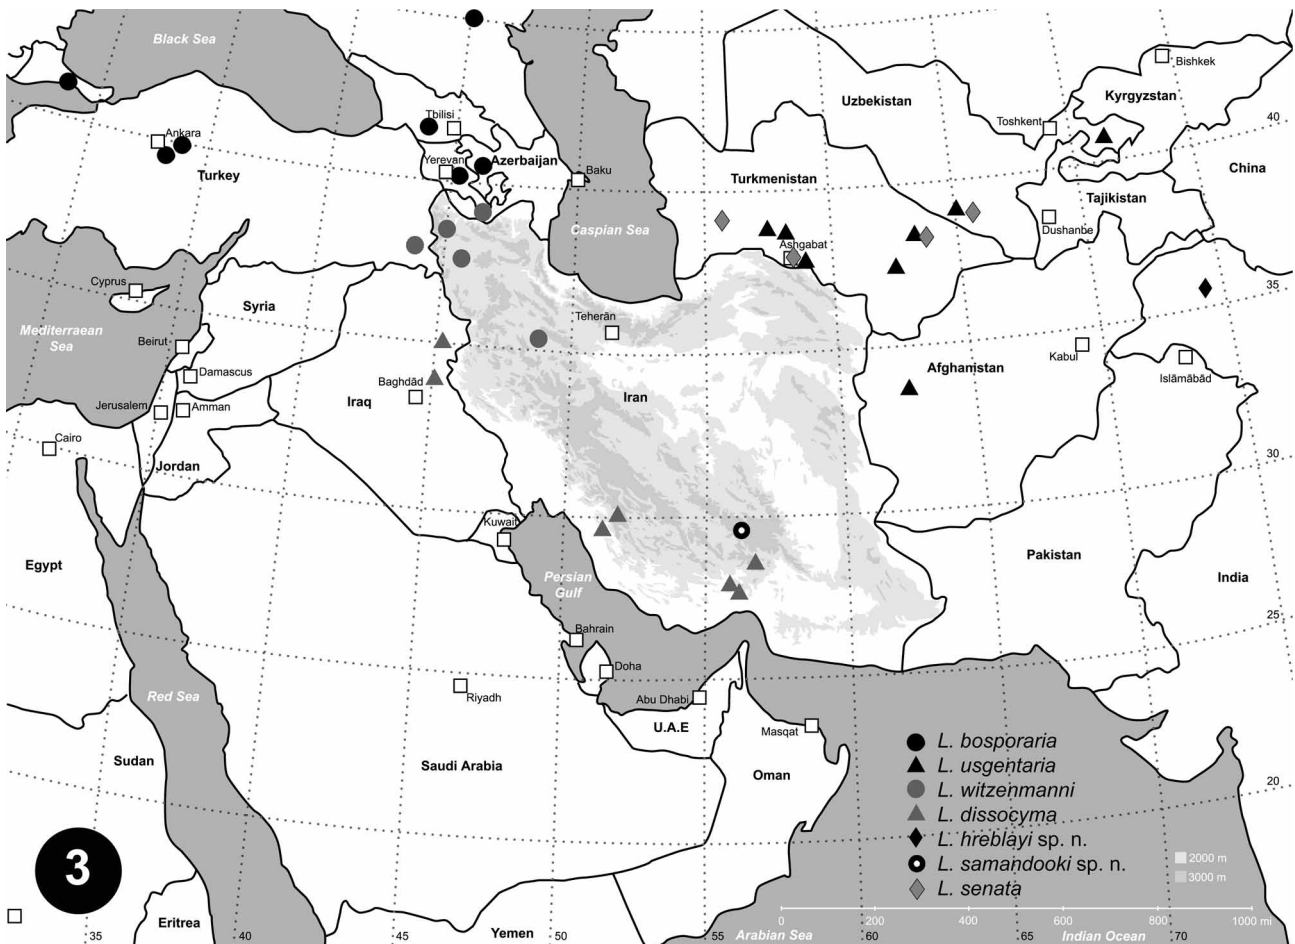 Black Sea
Bishkek
Uzbekistan
Kyrgyzstan
Toshkent
40
Tbilisi
Ankara
Yerevan
Azerbaijan
Baku
China
Turkey
Turkmenistan
Tajikistan
Dushanbe
Caspian Sea
Ashgabat
Cyprus
Syria
35
Mediterraean
Sea
Teherān
Beirut
Kabul
Islāmābād
Damascus
Baghdād
Iraq
Iran
Afghanistan
Jerusalem
Amman
Cairo
30
Jordan
Kuwait
Pakistan
Egypt
Persian
Gulf
India
25
Bahrain
Doha
Red Sea
Riyadh
Abu Dhabi
U.A.E
Masqat
Sudan
Saudi Arabia
Oman
20
L. bosporaria
L. usgentaria
L. witzenmanni
L. dissocyma
L. hreblayi sp. n.
L. samandooki sp. n.
L. senata
2000 m
3000 m
3
0 200 400 600 800 1000 mi
Eritrea
Yemen
Arabian Sea
Indian Ocean
35 40 45 50 55 60 65 70